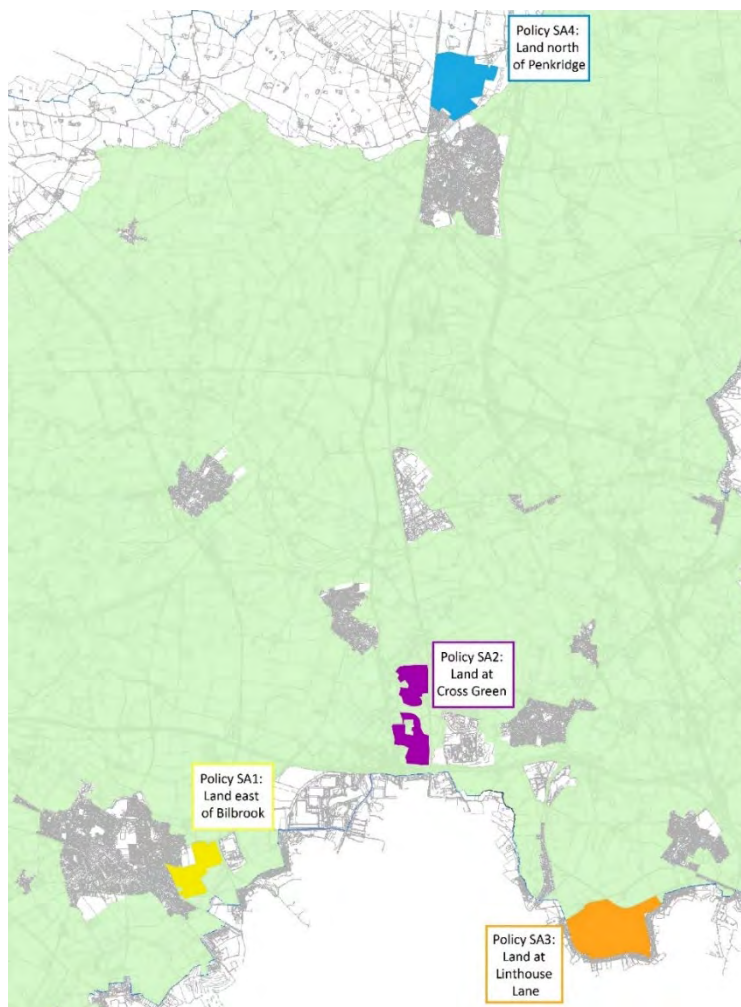 Policy SA4:
Land north
of Penkridge
Policy SA2:
Land at
Cross Green
Policy SA1:
Land east
of Bilbrook
Policy SA3:
Land at
Linthouse
Lane